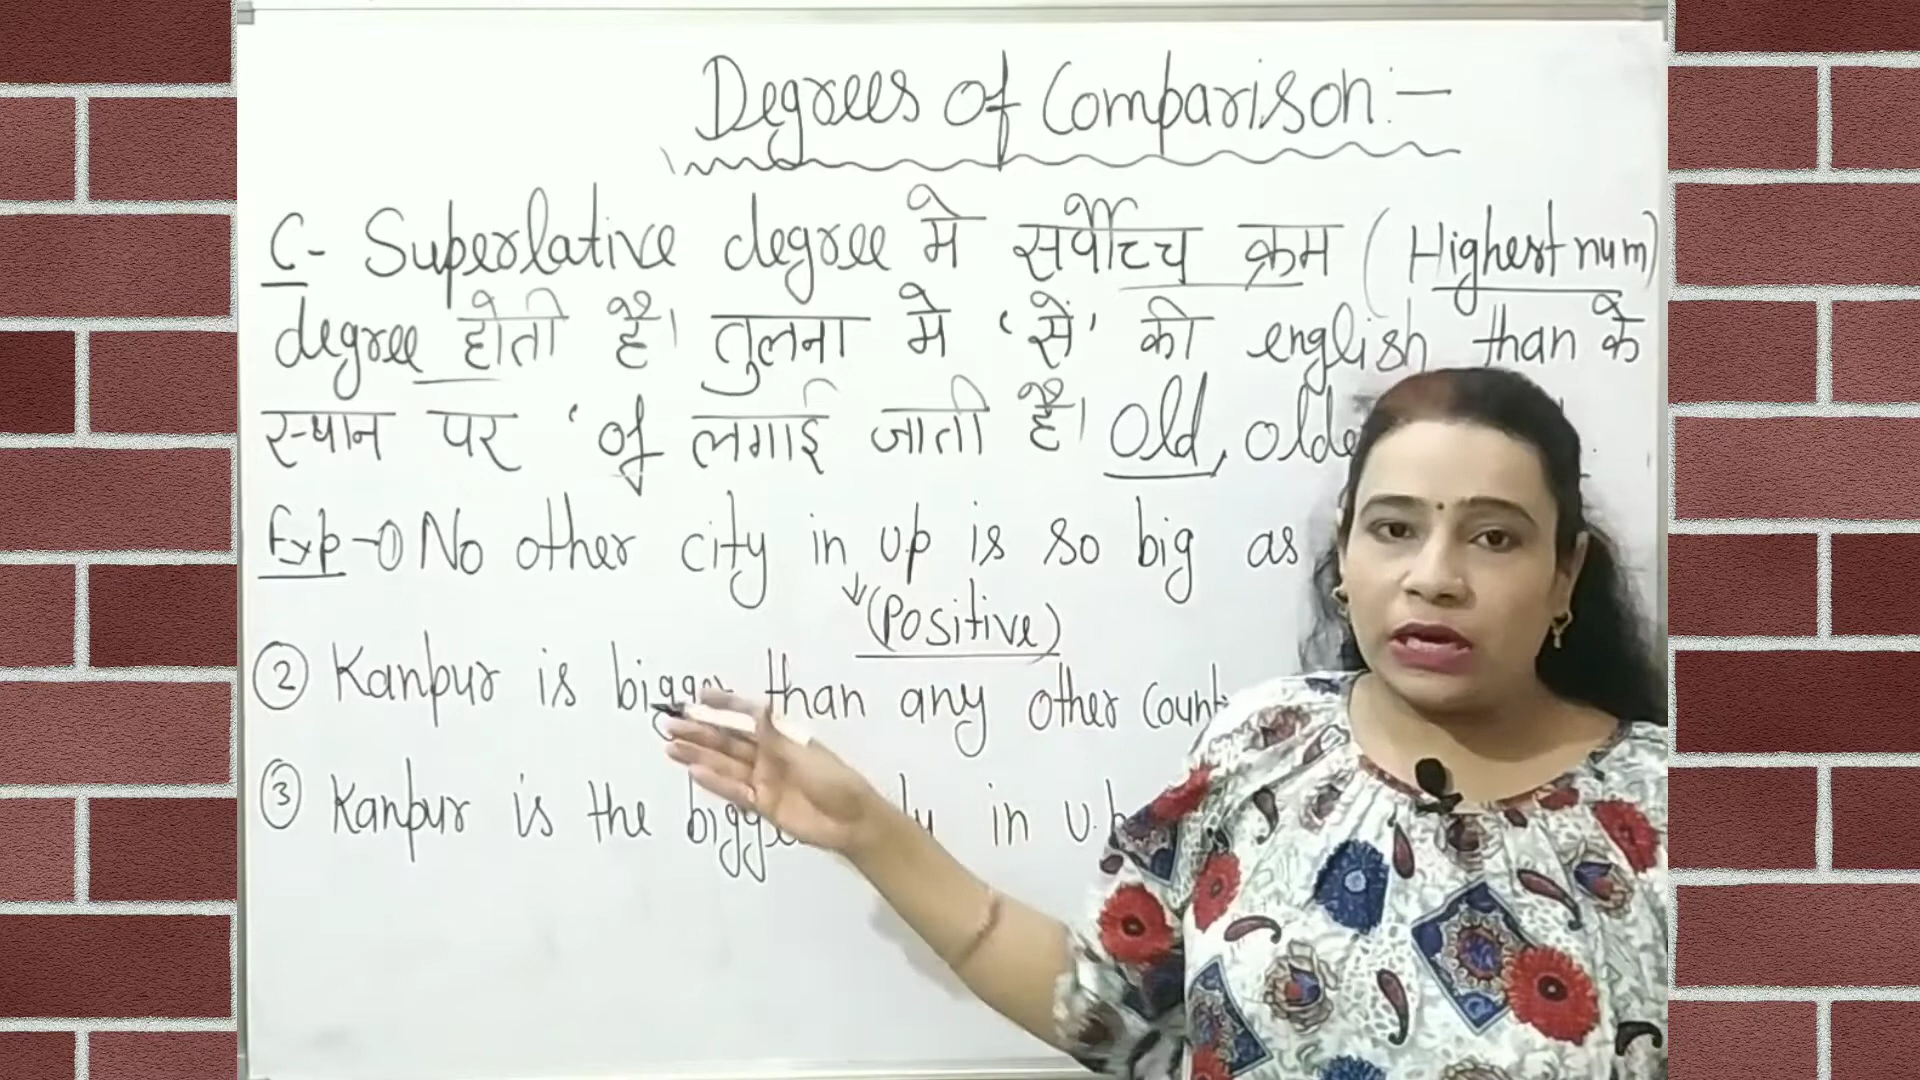 Degrees of Comparison:-
C- Superlative degree मे सर्वोच्च क्रम (Highest num)
degree होती है। तुलना मे 'से' की english than के
स्थान पर 'of लगाई जाती है। Old,
Exp-① No other city in up is so big as
(Positive)
② Kanpur is than any other
③ Kanpur is the in u.p